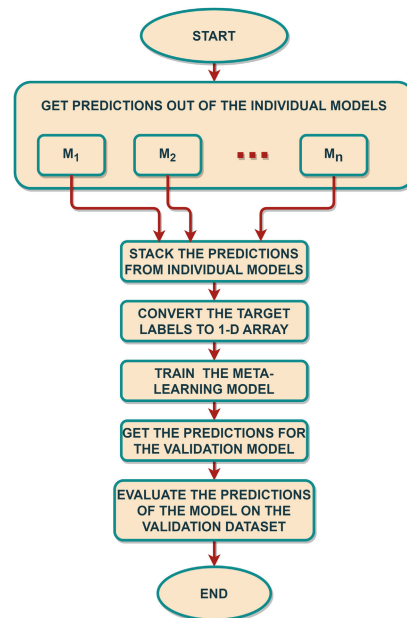 START
GET PREDICTIONS OUT OF THE INDIVIDUAL MODELS
M1 M2 Mn
STACK THE PREDICTIONS
FROM INDIVIDUAL MODELS
CONVERT THE TARGET
LABELS TO 1-D ARRAY
TRAIN THE META-
LEARNING MODEL
GET THE PREDICTIONS FOR
THE VALIDATION MODEL
EVALUATE THE PREDICTIONS
OF THE MODEL ON THE
VALIDATION DATASET
END